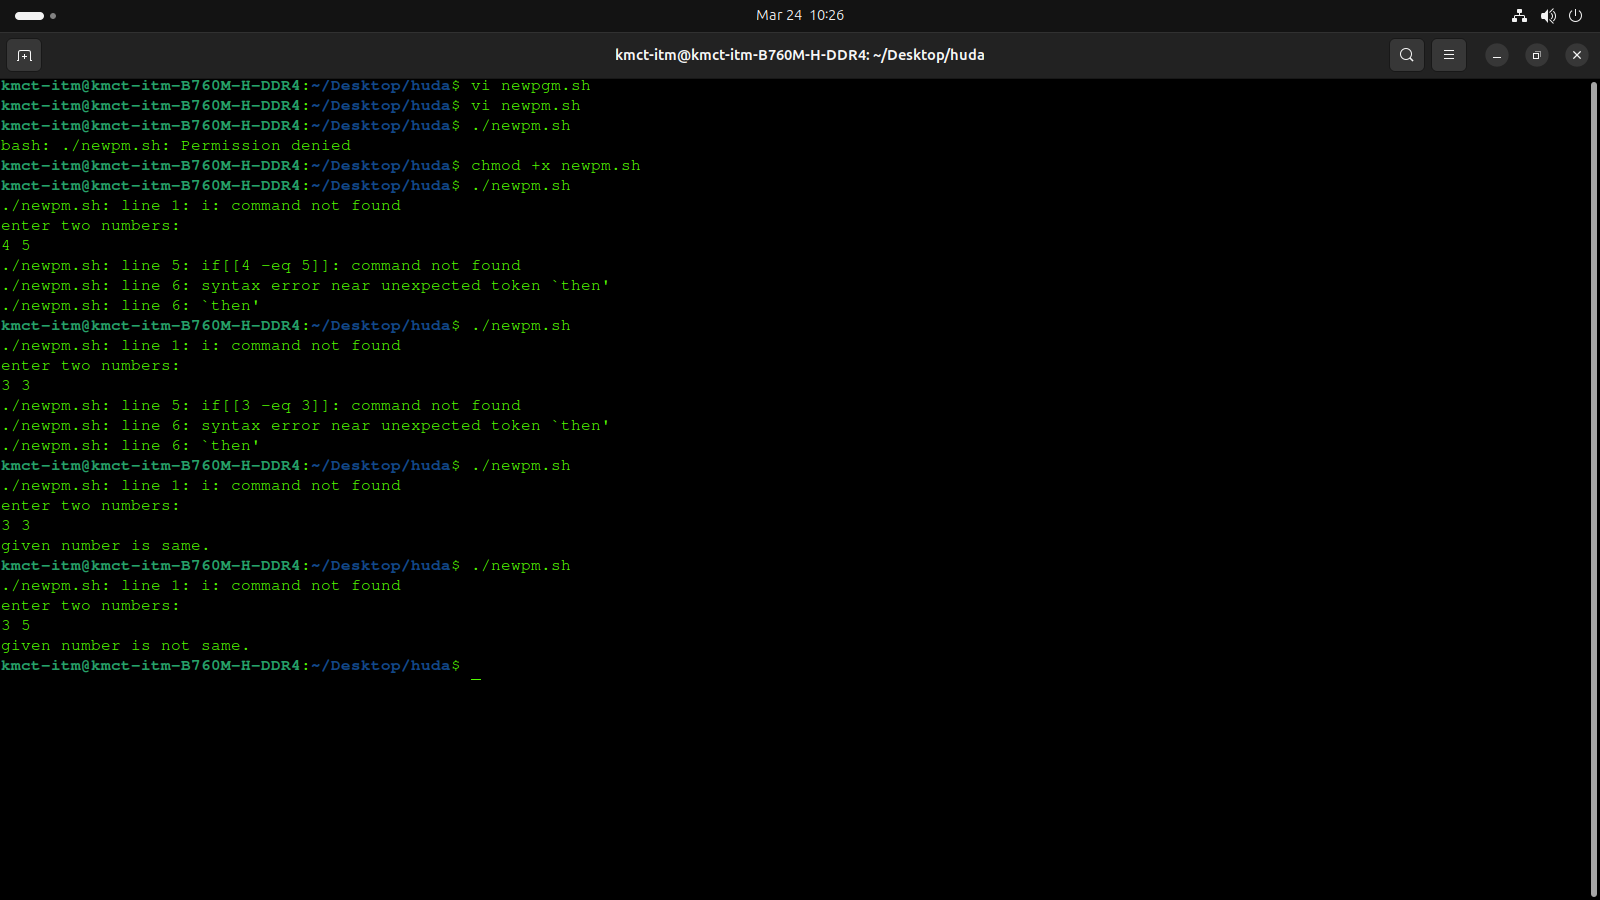 Mar 24 10:26
kmct-itm@kmct-itm-B760M-H-DDR4: ~/Desktop/huda
kmct-itm@kmct-itm-B760M-H-DDR4:~/Desktop/huda$ vi newpgm.sh
kmct-itm@kmct-itm-B760M-H-DDR4:~/Desktop/huda$ vi newpm.sh
kmct-itm@kmct-itm-B760M-H-DDR4:~/Desktop/huda$ ./newpm.sh
bash: ./newpm.sh: Permission denied
kmct-itm@kmct-itm-B760M-H-DDR4:~/Desktop/huda$ chmod +x newpm.sh
kmct-itm@kmct-itm-B760M-H-DDR4:~/Desktop/huda$ ./newpm.sh
./newpm.sh: line 1: i: command not found
enter two numbers:
4 5
./newpm.sh: line 5: if[[4 -eq 5]]: command not found
./newpm.sh: line 6: syntax error near unexpected token `then'
./newpm.sh: line 6: `then'
kmct-itm@kmct-itm-B760M-H-DDR4:~/Desktop/huda$ ./newpm.sh
./newpm.sh: line 1: i: command not found
enter two numbers:
3 3
./newpm.sh: line 5: if[[3 -eq 3]]: command not found
./newpm.sh: line 6: syntax error near unexpected token `then'
./newpm.sh: line 6: `then'
kmct-itm@kmct-itm-B760M-H-DDR4:~/Desktop/huda$ ./newpm.sh
./newpm.sh: line 1: i: command not found
enter two numbers:
3 3
given number is same.
kmct-itm@kmct-itm-B760M-H-DDR4:~/Desktop/huda$ ./newpm.sh
./newpm.sh: line 1: i: command not found
enter two numbers:
3 5
given number is not same.
kmct-itm@kmct-itm-B760M-H-DDR4:~/Desktop/huda$